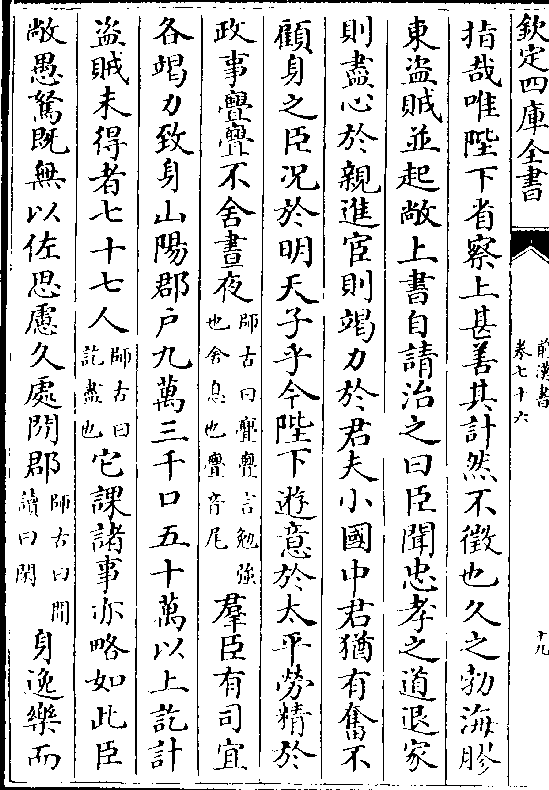 欽定四庫全書
前漢書
卷七十六
十九
指哉唯陛下省察上甚善其計然不徵也久之勃海膠
東盜賊並起敞上書自請治之曰臣聞忠孝之道退家
則盡心於親進宦則竭力於君夫小國中君猶有奮不
顧身之臣况於明天子乎今陛下遊意於太平勞精於
政事亹亹不舍晝夜師古曰亹亹言勉強也舍息也亹音尾羣臣有司宜
各竭力致身山陽郡户九萬三千口五十萬以上訖計
盜賊未得者七十七人師古曰訖盡也它課諸事亦略如此臣
敞愚駑既無以佐思慮久處閒郡師古曰閒讀曰閑身逸樂而